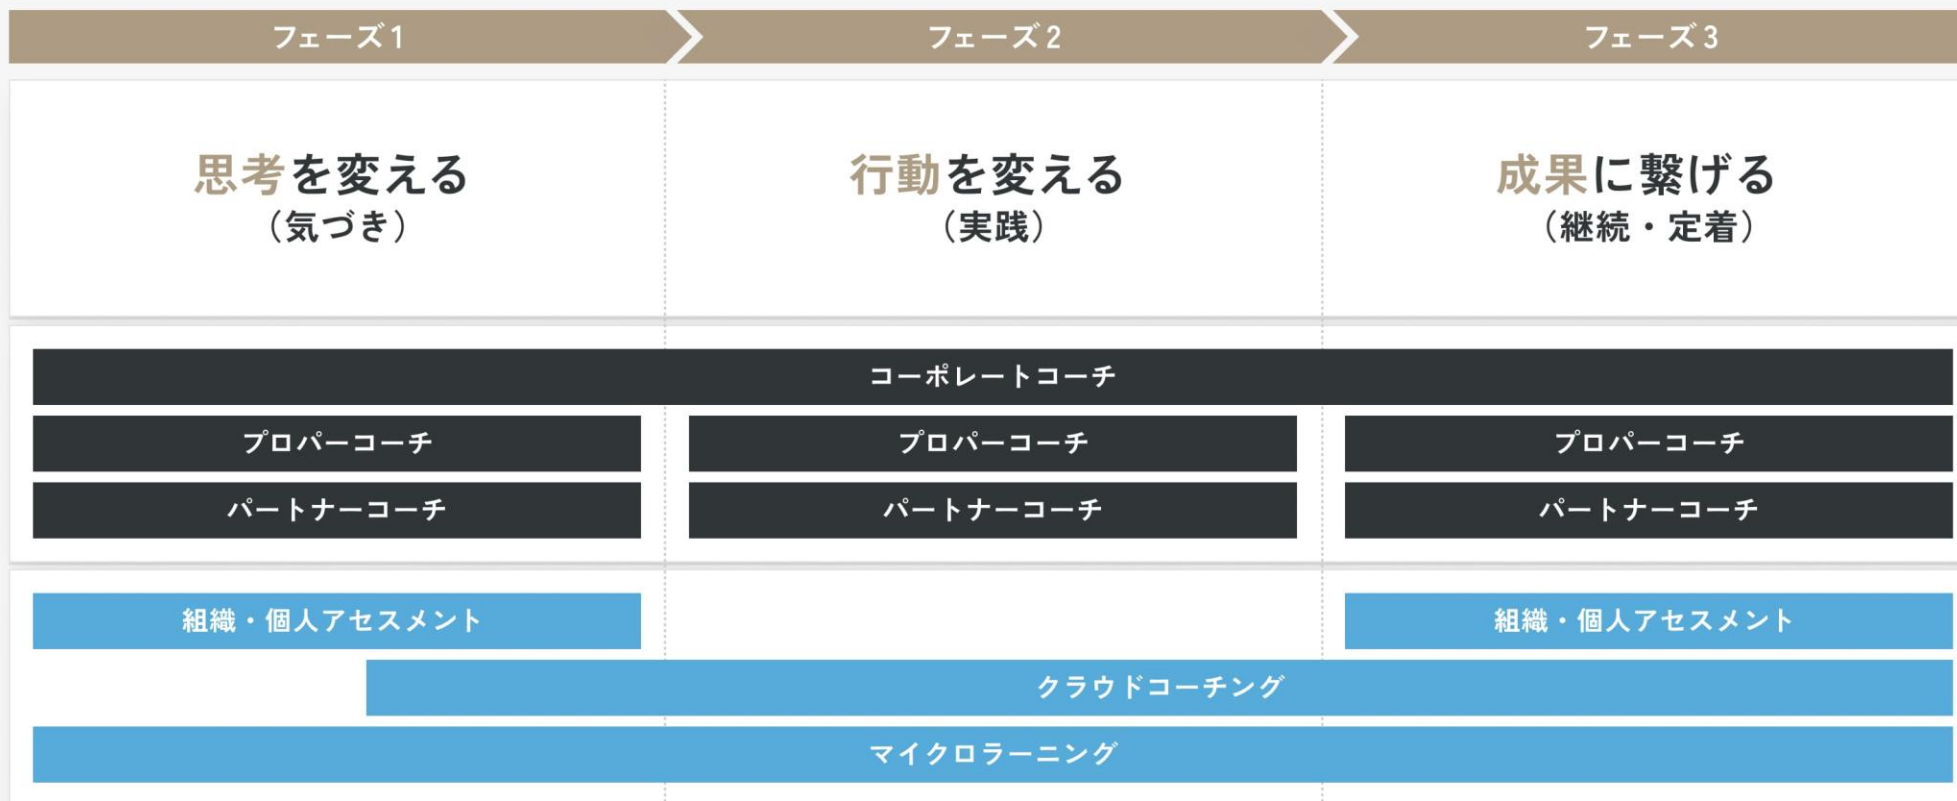 フェーズ1
フェーズ2
フェーズ3
思考を変える
(気づき)
行動を変える
(実践)
成果に繋げる
(継続・定着)
コーポレートコーチ
プロパーコーチ
プロパーコーチ
プロパーコーチ
パートナーコーチ
パートナーコーチ
パートナーコーチ
組織・個人アセスメント
組織・個人アセスメント
クラウドコーチング
マイクロラーニング